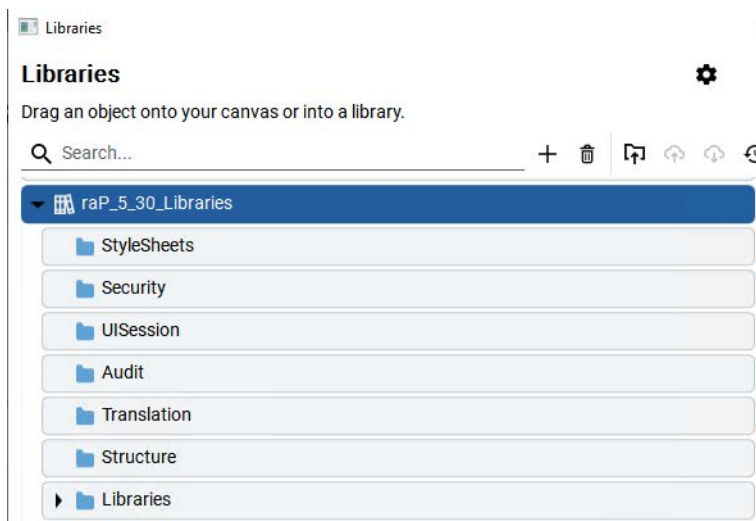 Libraries
Libraries
Drag an object onto your canvas or into a library.
Search...
raP_5_30_Libraries
StyleSheets
Security
UISession
Audit
Translation
Structure
Libraries